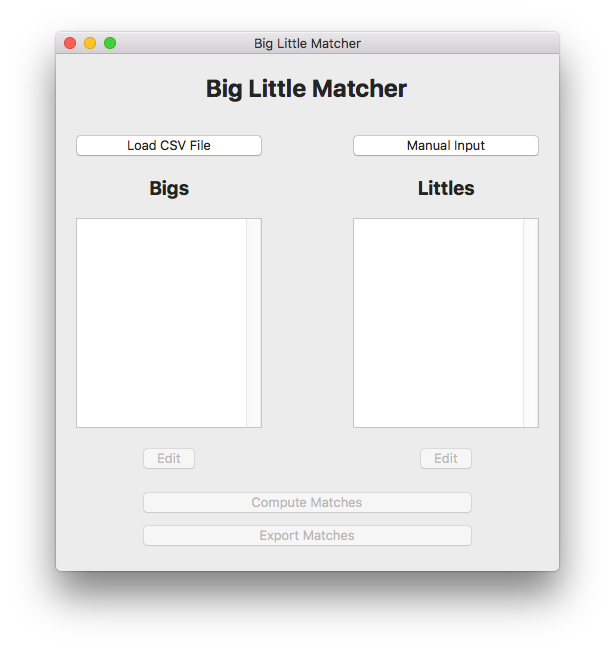 Big Little Matcher
Big Little Matcher
Load CSV File Manual Input
Bigs Littles
Edit Edit
Compute Matches
Export Matches